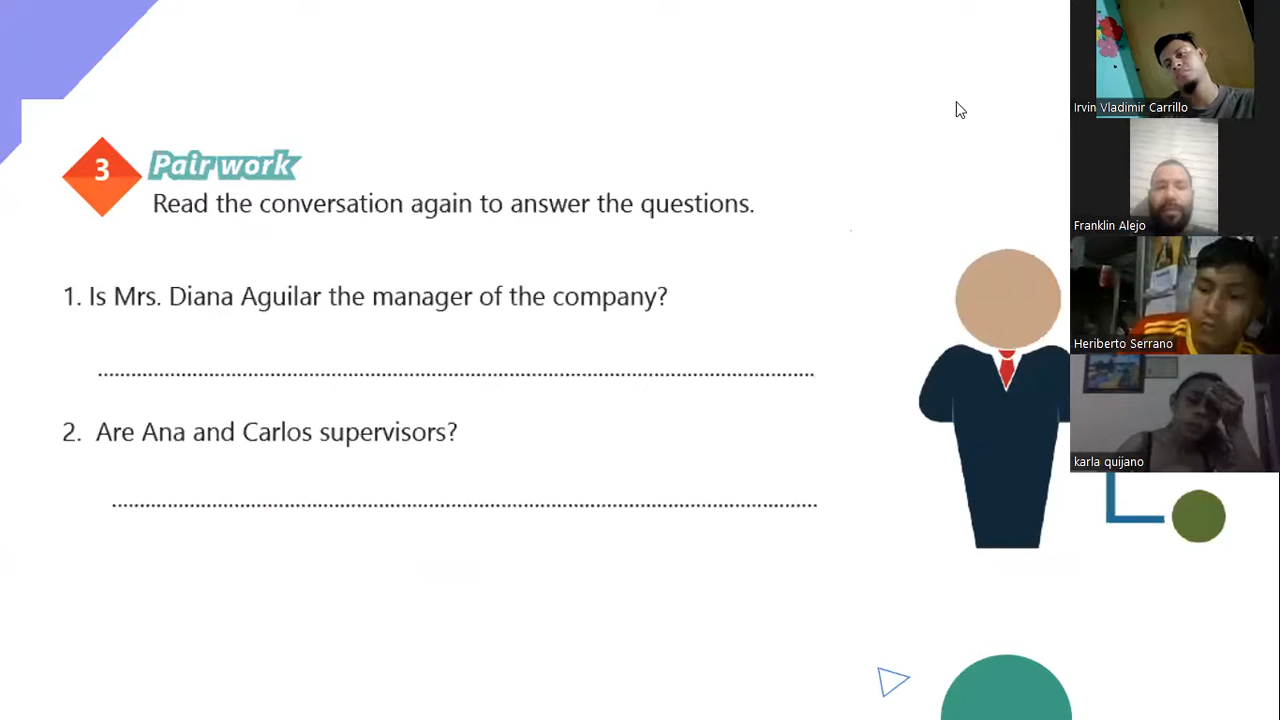 3
Pair work
Read the conversation again to answer the questions.
1. Is Mrs. Diana Aguilar the manager of the company?
2. Are Ana and Carlos supervisors?
Irvin Vladimir Carrillo
Franklin Alejo
Heriberto Serrano
karla quijano